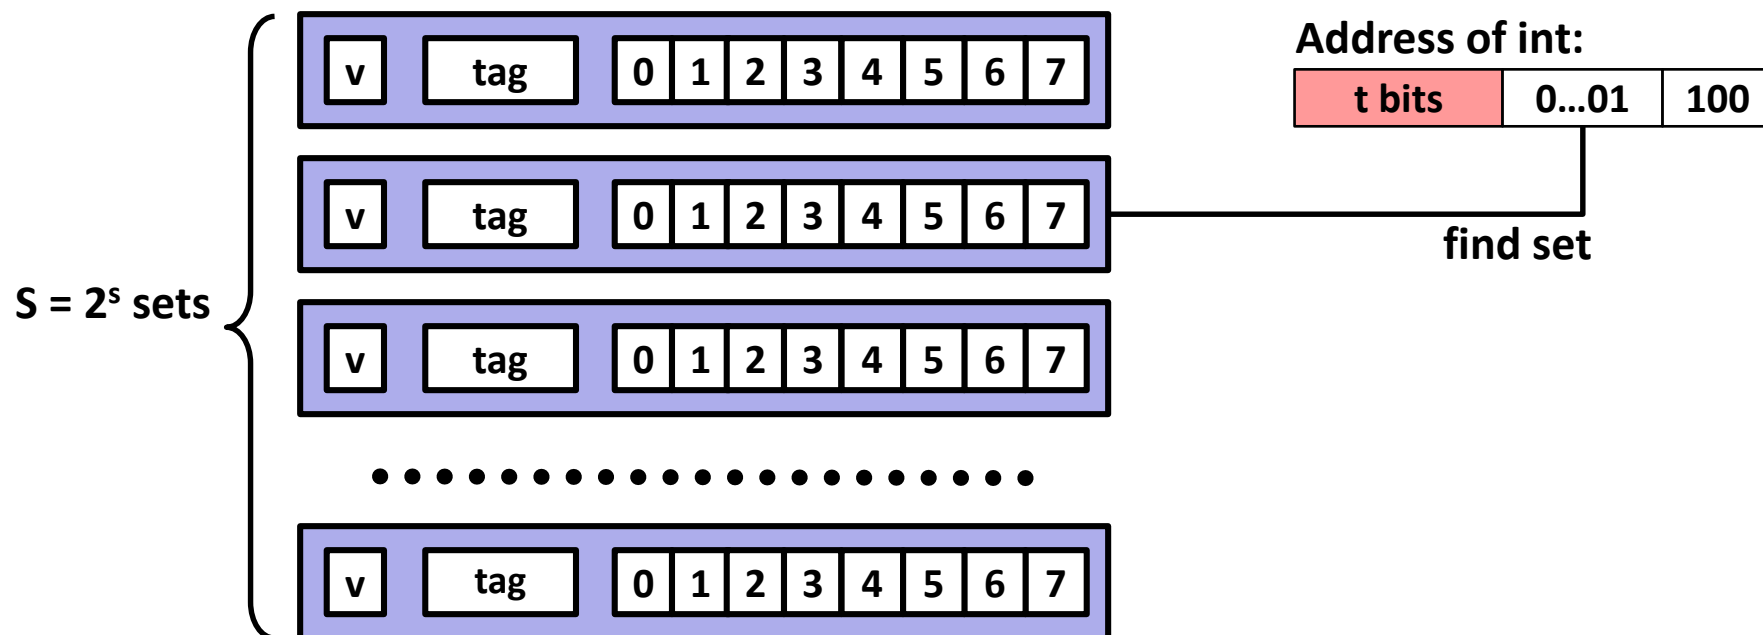 v tag 0 1 2 3 4 5 6 7
Address of int:
t bits 0...01 100
v tag 0 1 2 3 4 5 6 7
find set
S = 2ˢ sets
v tag 0 1 2 3 4 5 6 7
v tag 0 1 2 3 4 5 6 7